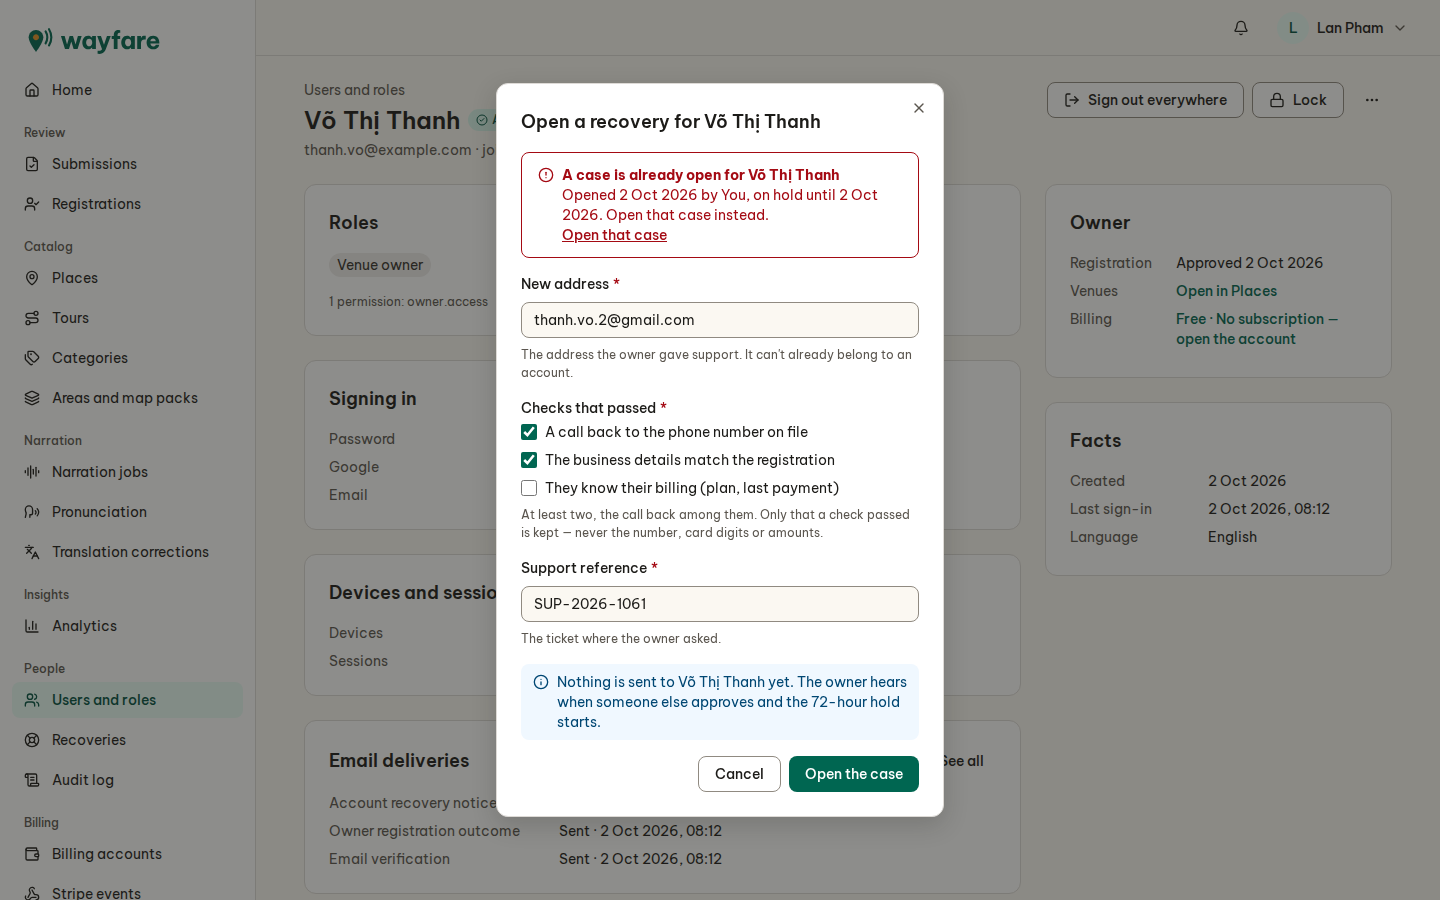 wayfare
Home
Review
Submissions
Registrations
Catalog
Places
Tours
Categories
Areas and map packs
Narration
Narration jobs
Pronunciation
Translation corrections
Insights
Analytics
People
Users and roles
Recoveries
Audit log
Billing
Billing accounts
Stripe events
L
Lan Pham
Users and roles
Võ Thị Thanh
thanh.vo@example.com · jo
Sign out everywhere
Lock
Roles
Venue owner
1 permission: owner.access
Signing in
Password
Google
Email
Devices and sessio
Devices
Sessions
Email deliveries
See all
Account recovery notice
Owner registration outcome
Sent · 2 Oct 2026, 08:12
Email verification
Sent · 2 Oct 2026, 08:12
Owner
Registration
Approved 2 Oct 2026
Venues
Open in Places
Billing
Free · No subscription —
open the account
Facts
Created
2 Oct 2026
Last sign-in
2 Oct 2026, 08:12
Language
English
Open a recovery for Võ Thị Thanh
A case is already open for Võ Thị Thanh
Opened 2 Oct 2026 by You, on hold until 2 Oct
2026. Open that case instead.
Open that case
New address *
thanh.vo.2@gmail.com
The address the owner gave support. It can't already belong to an
account.
Checks that passed *
A call back to the phone number on file
The business details match the registration
They know their billing (plan, last payment)
At least two, the call back among them. Only that a check passed
is kept — never the number, card digits or amounts.
Support reference *
SUP-2026-1061
The ticket where the owner asked.
Nothing is sent to Võ Thị Thanh yet. The owner hears
when someone else approves and the 72-hour hold
starts.
Cancel
Open the case